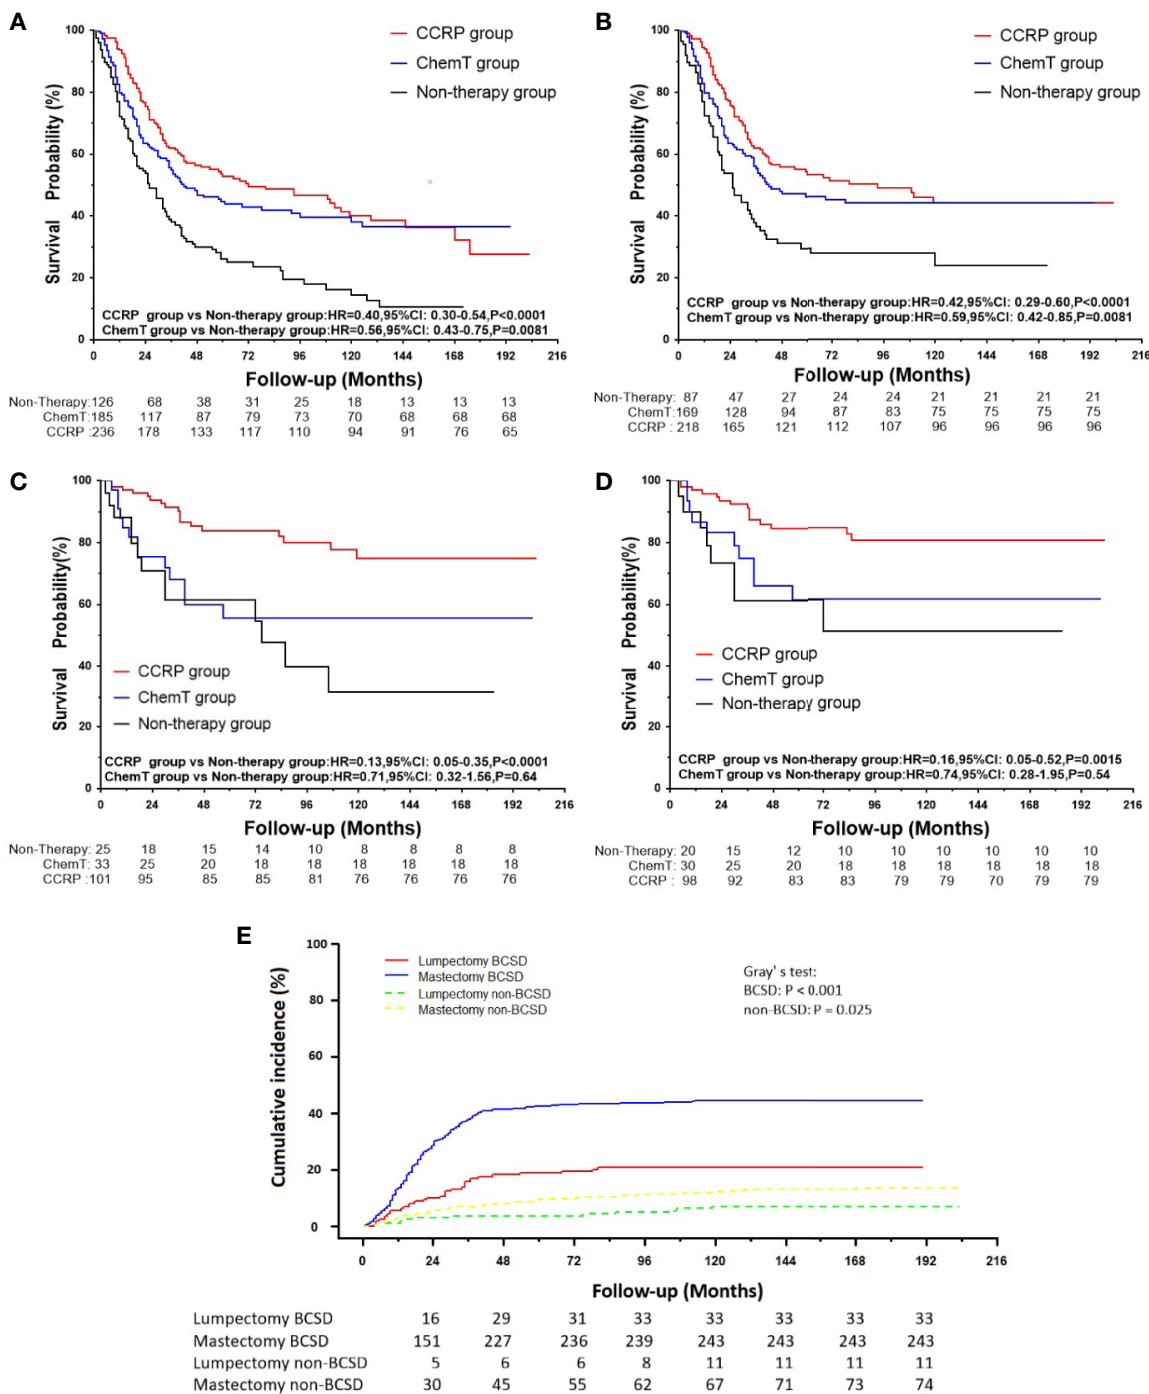 A
CCRP group
ChemT group
Non-therapy group
Survival Probability (%)
100
80
60
40
20
0
CCRP group vs Non-therapy group:HR=0.40,95%CI: 0.30-0.54,P<0.0001
ChemT group vs Non-therapy group:HR=0.56,95%CI: 0.43-0.75,P=0.0081
0 24 48 72 96 120 144 168 192 216
Follow-up (Months)
Non-Therapy:126 68 38 31 25 18 13 13 13
ChemT:185 117 87 79 73 70 68 68 68
CCRP :236 178 133 117 110 94 91 76 65
B
CCRP group
ChemT group
Non-therapy group
Survival Probability (%)
100
80
60
40
20
0
CCRP group vs Non-therapy group:HR=0.42,95%CI: 0.29-0.60,P<0.0001
ChemT group vs Non-therapy group:HR=0.59,95%CI: 0.42-0.85,P=0.0081
0 24 48 72 96 120 144 168 192 216
Follow-up (Months)
Non-Therapy: 87 47 27 24 24 21 21 21 21
ChemT:169 128 94 87 83 75 75 75 75
CCRP : 218 165 121 112 107 96 96 96 96
C
Survival Probability(%)
100
80
60
40
20
0
CCRP group
ChemT group
Non-therapy group
CCRP group vs Non-therapy group:HR=0.13,95%CI: 0.05-0.35,P<0.0001
ChemT group vs Non-therapy group:HR=0.71,95%CI: 0.32-1.56,P=0.64
0 24 48 72 96 120 144 168 192 216
Follow-up (Months)
Non-Therapy: 25 18 15 14 10 8 8 8 8
ChemT: 33 25 20 18 18 18 18 18 18
CCRP :101 95 85 85 81 76 76 76 76
D
Survival Probability (%)
100
80
60
40
20
0
CCRP group
ChemT group
Non-therapy group
CCRP group vs Non-therapy group:HR=0.16,95%CI: 0.05-0.52,P=0.0015
ChemT group vs Non-therapy group:HR=0.74,95%CI: 0.28-1.95,P=0.54
0 24 48 72 96 120 144 168 192 216
Follow-up (Months)
Non-Therapy: 20 15 12 10 10 10 10 10 10
ChemT: 30 25 20 18 18 18 18 18 18
CCRP : 98 92 83 83 79 79 70 79 79
E
Cumulative incidence (%)
100
80
60
40
20
0
Lumpectomy BCSD
Mastectomy BCSD
Lumpectomy non-BCSD
Mastectomy non-BCSD
Gray' s test:
BCSD: P < 0.001
non-BCSD: P = 0.025
0 24 48 72 96 120 144 168 192 216
Follow-up (Months)
Lumpectomy BCSD 16 29 31 33 33 33 33 33
Mastectomy BCSD 151 227 236 239 243 243 243 243
Lumpectomy non-BCSD 5 6 6 8 11 11 11 11
Mastectomy non-BCSD 30 45 55 62 67 71 73 74